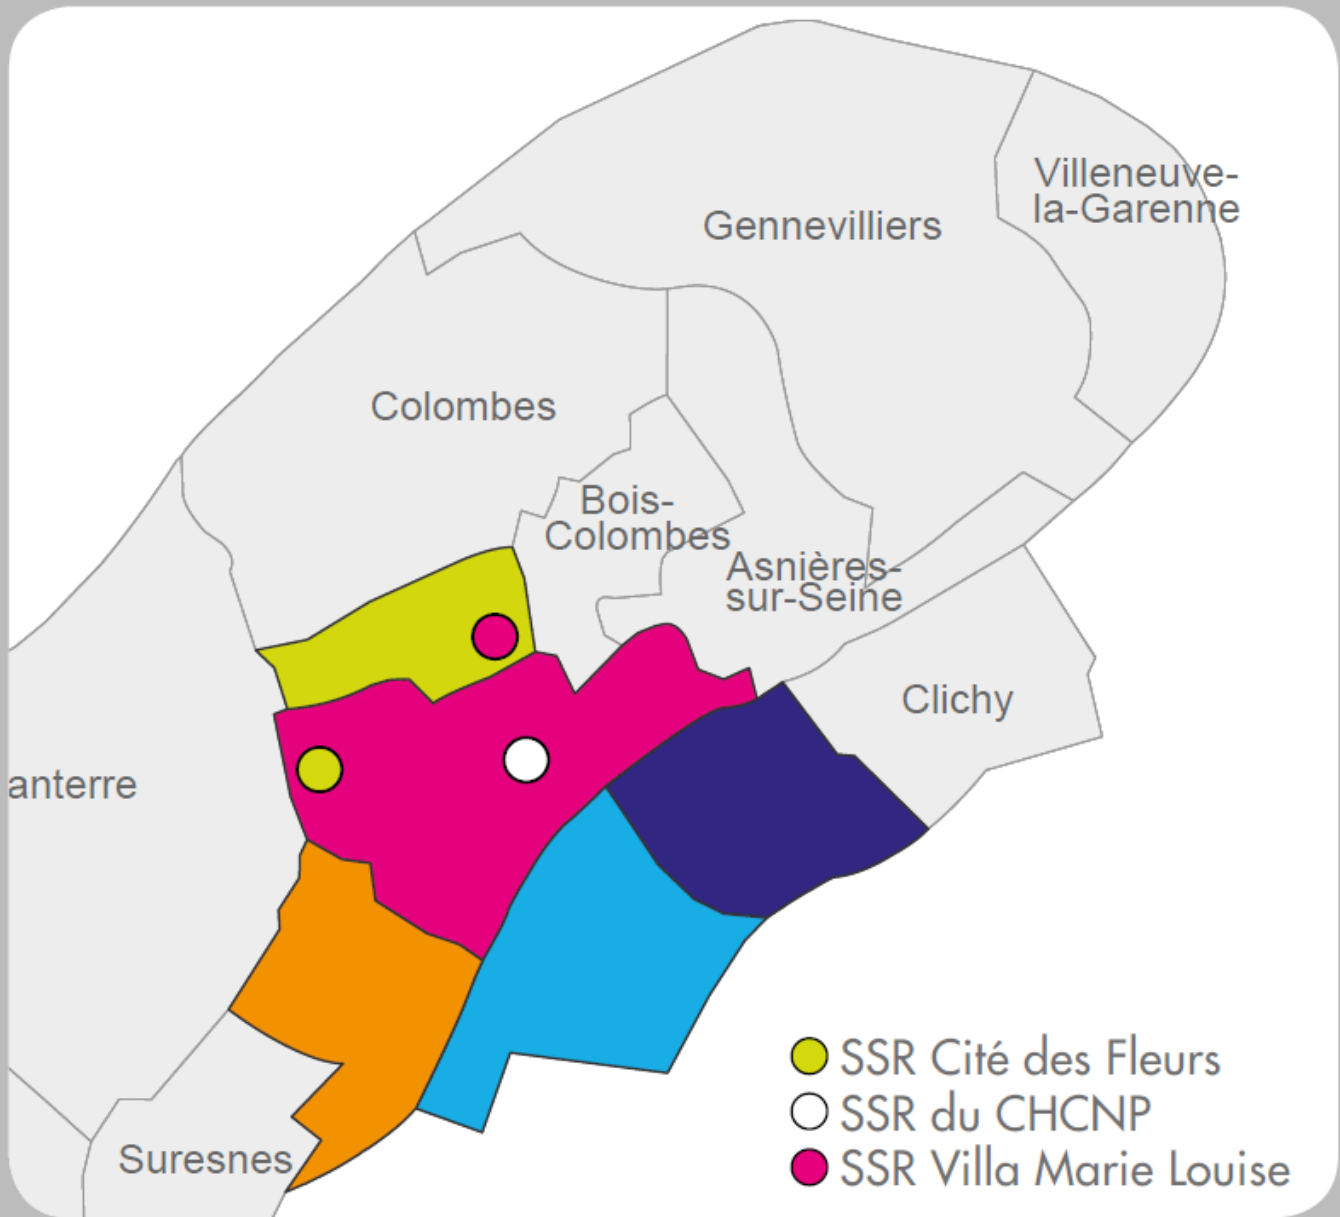 Villeneuve-
la-Garenne
Gennevilliers
Colombes
Bois-
Colombes
Asnières-
sur-Seine
Clichy
anterre
Suresnes
SSR Cité des Fleurs
SSR du CHCNP
SSR Villa Marie Louise